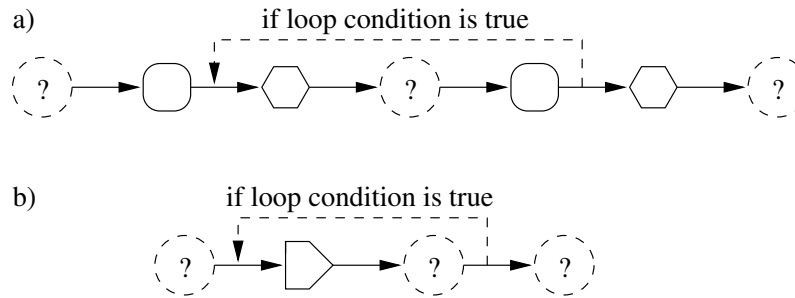 a)
if loop condition is true
? ? ?
b)
if loop condition is true
? ? ?